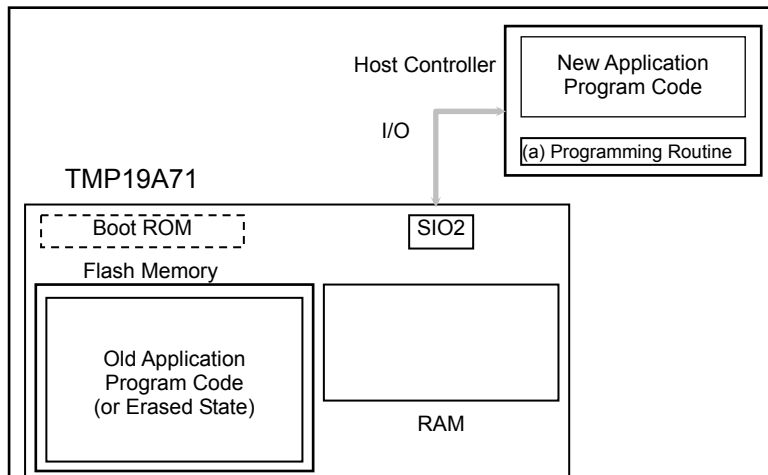 Host Controller
New Application
Program Code
I/O
(a) Programming Routine
TMP19A71
Boot ROM
SIO2
Flash Memory
Old Application
Program Code
(or Erased State)
RAM